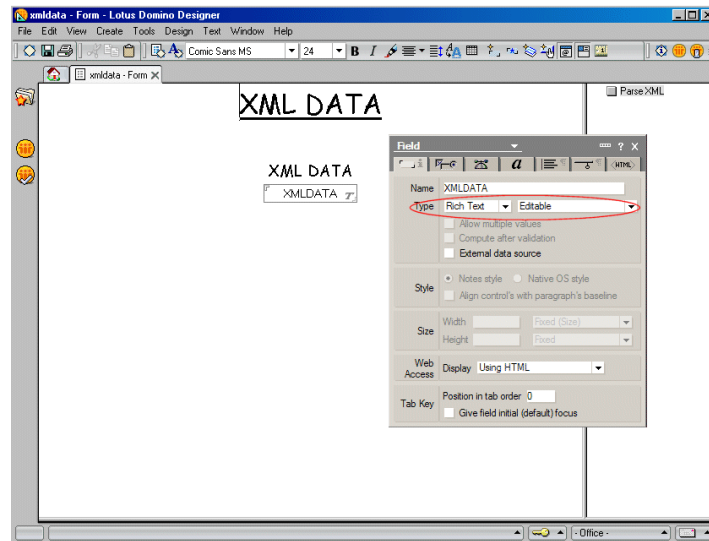 xmldata - Form - Lotus Domino Designer
File Edit View Create Tools Design Text Window Help
Comic Sans MS 24 B I
xmldata - Form
XML DATA
Parse XML
XML DATA
XMLDATA T
Field ? X
i a <HTML>
Name XMLDATA
Type Rich Text Editable
Allow multiple values
Compute after validation
External data source
Style Notes style Native OS style
Align control's with paragraph's baseline
Size
Width Fixed (Size)
Height Fixed
Web Access Display Using HTML
Tab Key
Position in tab order 0
Give field initial (default) focus
- Office -